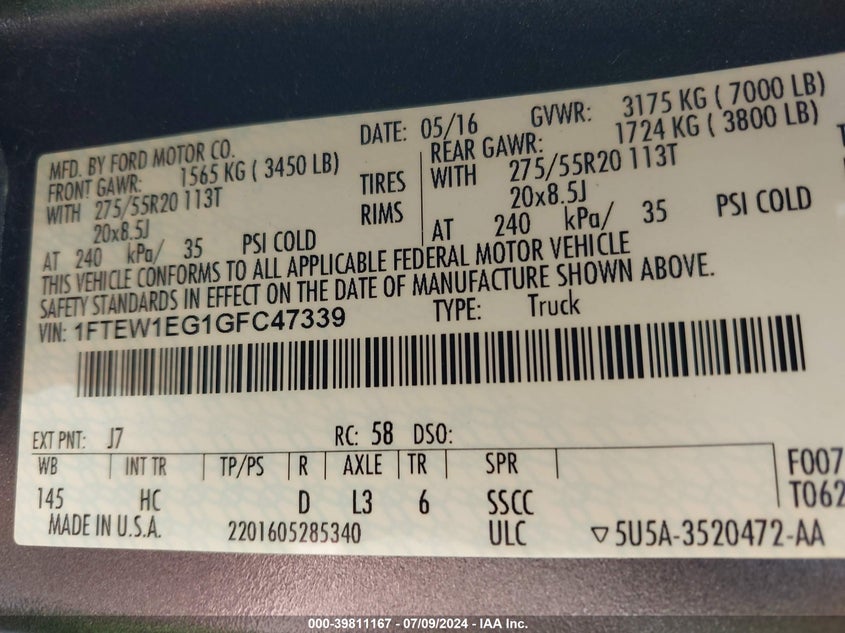 MFD. BY FORD MOTOR CO. DATE: 05/16 GVWR: 3175 KG ( 7000 LB)
FRONT GAWR: 1565 KG ( 3450 LB) REAR GAWR: 1724 KG ( 3800 LB)
WITH 275/55R20 113T TIRES WITH 275/55R20 113T
20x8.5J RIMS 20x8.5J
AT 240 kPa/ 35 PSI COLD AT 240 kPa/ 35 PSI COLD
THIS VEHICLE CONFORMS TO ALL APPLICABLE FEDERAL MOTOR VEHICLE
SAFETY STANDARDS IN EFFECT ON THE DATE OF MANUFACTURE SHOWN ABOVE.
VIN: 1FTEW1EG1GFC47339 TYPE: Truck
EXT PNT: J7 RC: 58 DSO:
WB INT TR TP/PS R AXLE TR SPR F007
145 HC D L3 6 SSCC T062
MADE IN U.S.A. 2201605285340 ULC ▽5U5A-3520472-AA
000-39811167 / 07/09/2024 - IAA Inc.